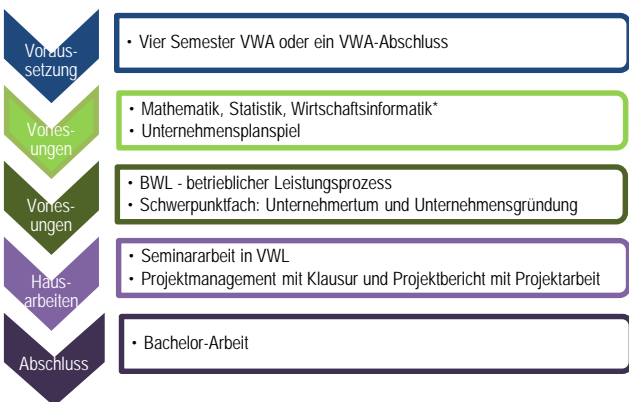 Voraus-
setzung
• Vier Semester VWA oder ein VWA-Abschluss
Vorles-
ungen
• Mathematik, Statistik, Wirtschaftsinformatik*
• Unternehmensplanspiel
Vorles-
ungen
• BWL - betrieblicher Leistungsprozess
• Schwerpunktfach: Unternehmertum und Unternehmensgründung
Haus-
arbeiten
• Seminararbeit in VWL
• Projektmanagement mit Klausur und Projektbericht mit Projektarbeit
Abschluss
• Bachelor-Arbeit